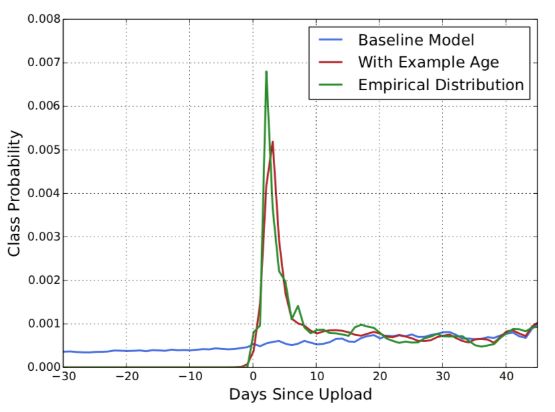 0.008
0.007
0.006
0.005
0.004
0.003
0.002
0.001
0.000
Class Probability
Baseline Model
With Example Age
Empirical Distribution
−30 −20 −10 0 10 20 30 40
Days Since Upload